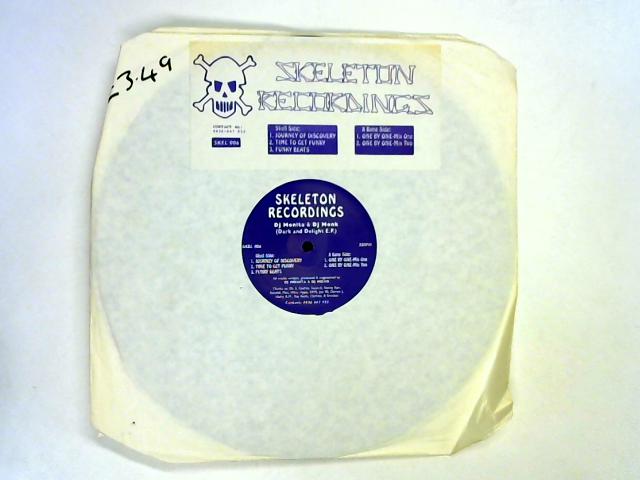 £3.49
SKELETON
RECORDINGS
SKEL 006
Skull Side:
1. JOURNEY OF DISCOVERY
2. TIME TO GET FUNKY
3. FUNKY BEATS
A Bone Side:
1. ONE BY ONE-Mix One
2. ONE BY ONE-Mix Two
SKELETON
RECORDINGS
DJ Monita & DJ Monk
(Dark and Delight E.P.)
SKEL 006
Skull Side:
1. JOURNEY OF DISCOVERY
2. TIME TO GET FUNKY
3. FUNKY BEATS
A Bone Side:
1. ONE BY ONE-Mix One
2. ONE BY ONE-Mix Two